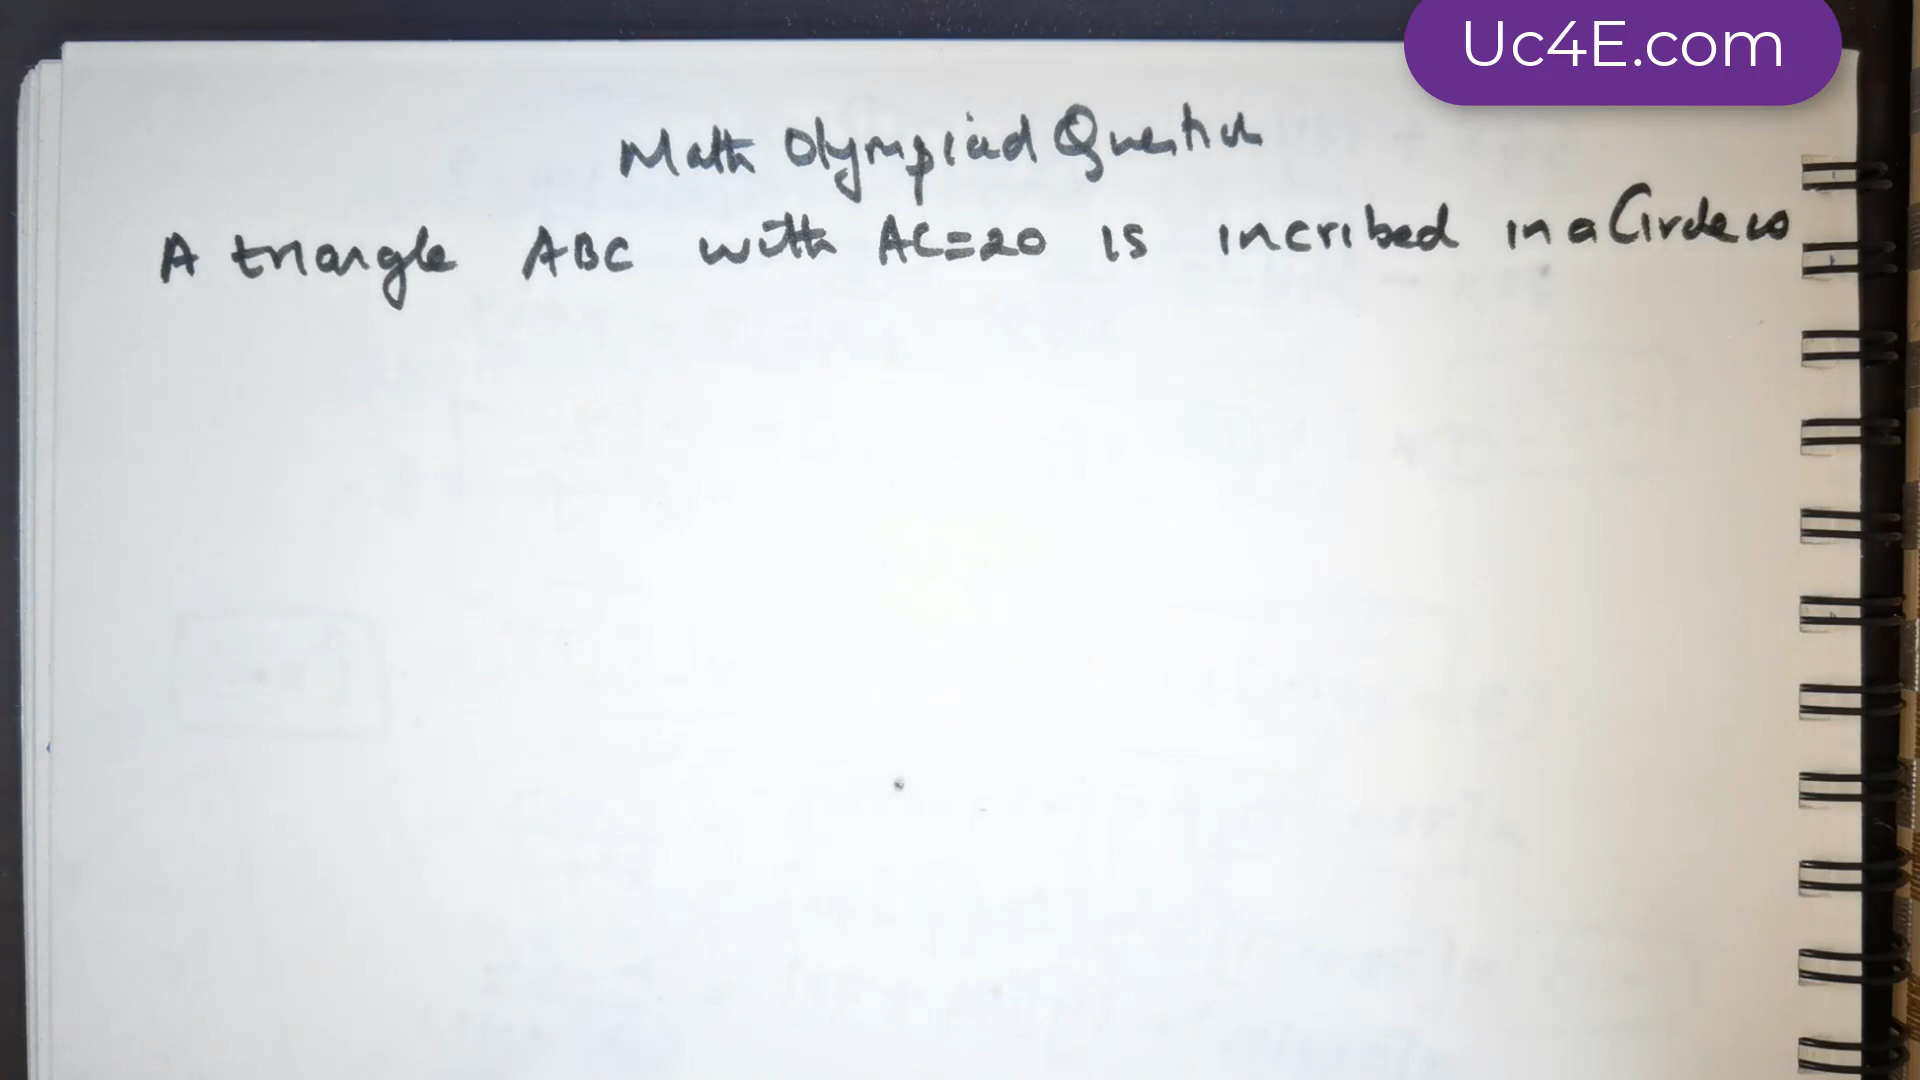 Uc4E.com
Math Olympiad Question
A triangle ABC with AC=20 is incribed in a Circle ω